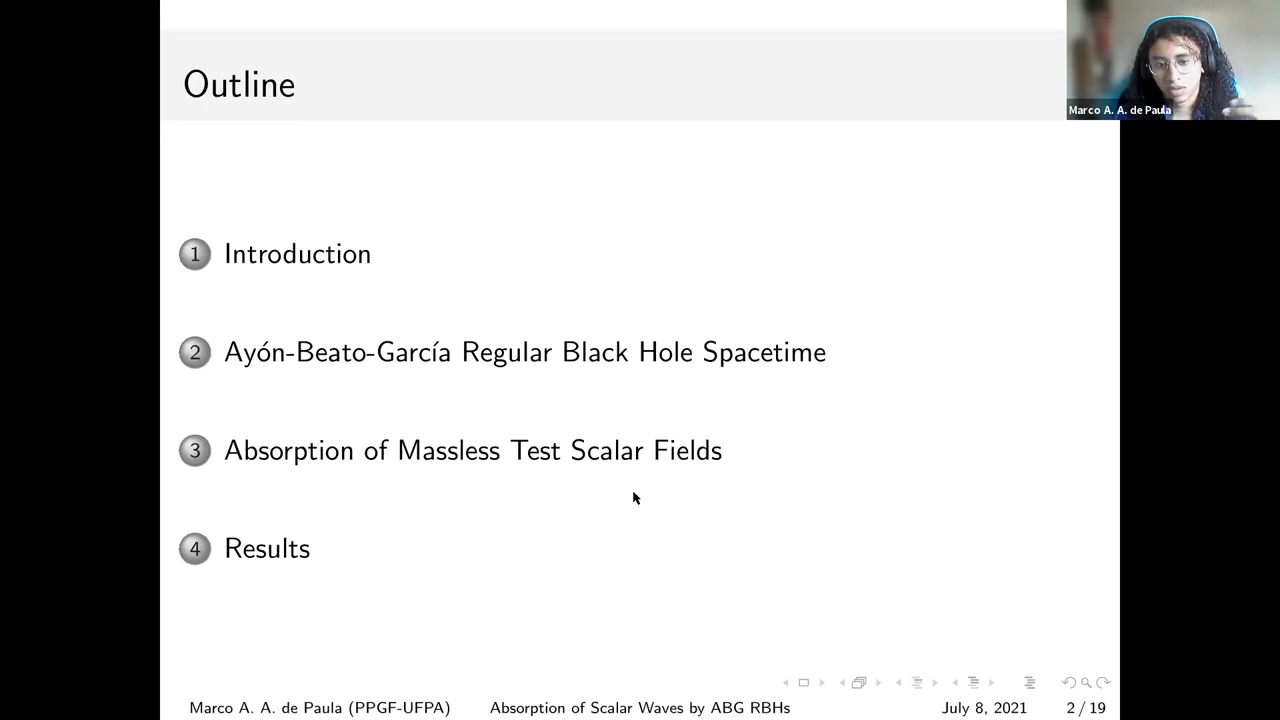 Outline
Marco A. A. de Paula
1 Introduction
2 Ayón-Beato-García Regular Black Hole Spacetime
3 Absorption of Massless Test Scalar Fields
4 Results
Marco A. A. de Paula (PPGF-UFPA) Absorption of Scalar Waves by ABG RBHs July 8, 2021 2 / 19